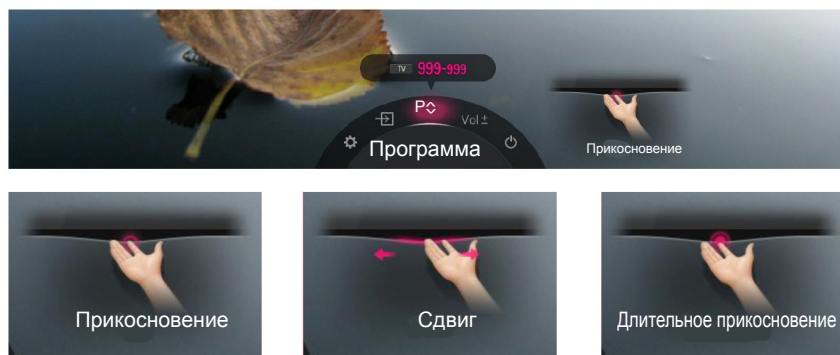 TV 999-999
P
Vol ±
Программа
Прикосновение
Прикосновение
Сдвиг
Длительное прикосновение